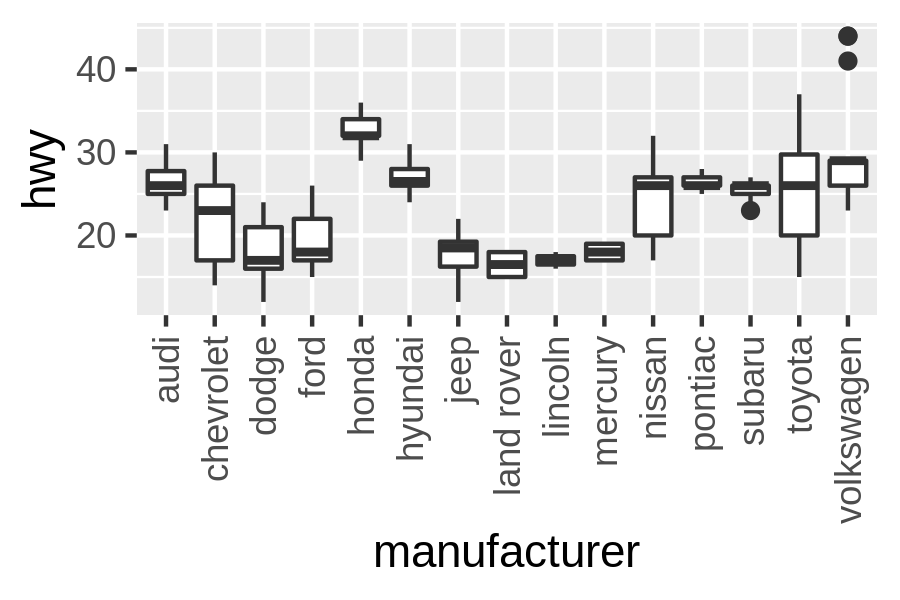 hwy
40
30
20
audi
chevrolet
dodge
ford
honda
hyundai
jeep
land rover
lincoln
mercury
nissan
pontiac
subaru
toyota
volkswagen
manufacturer